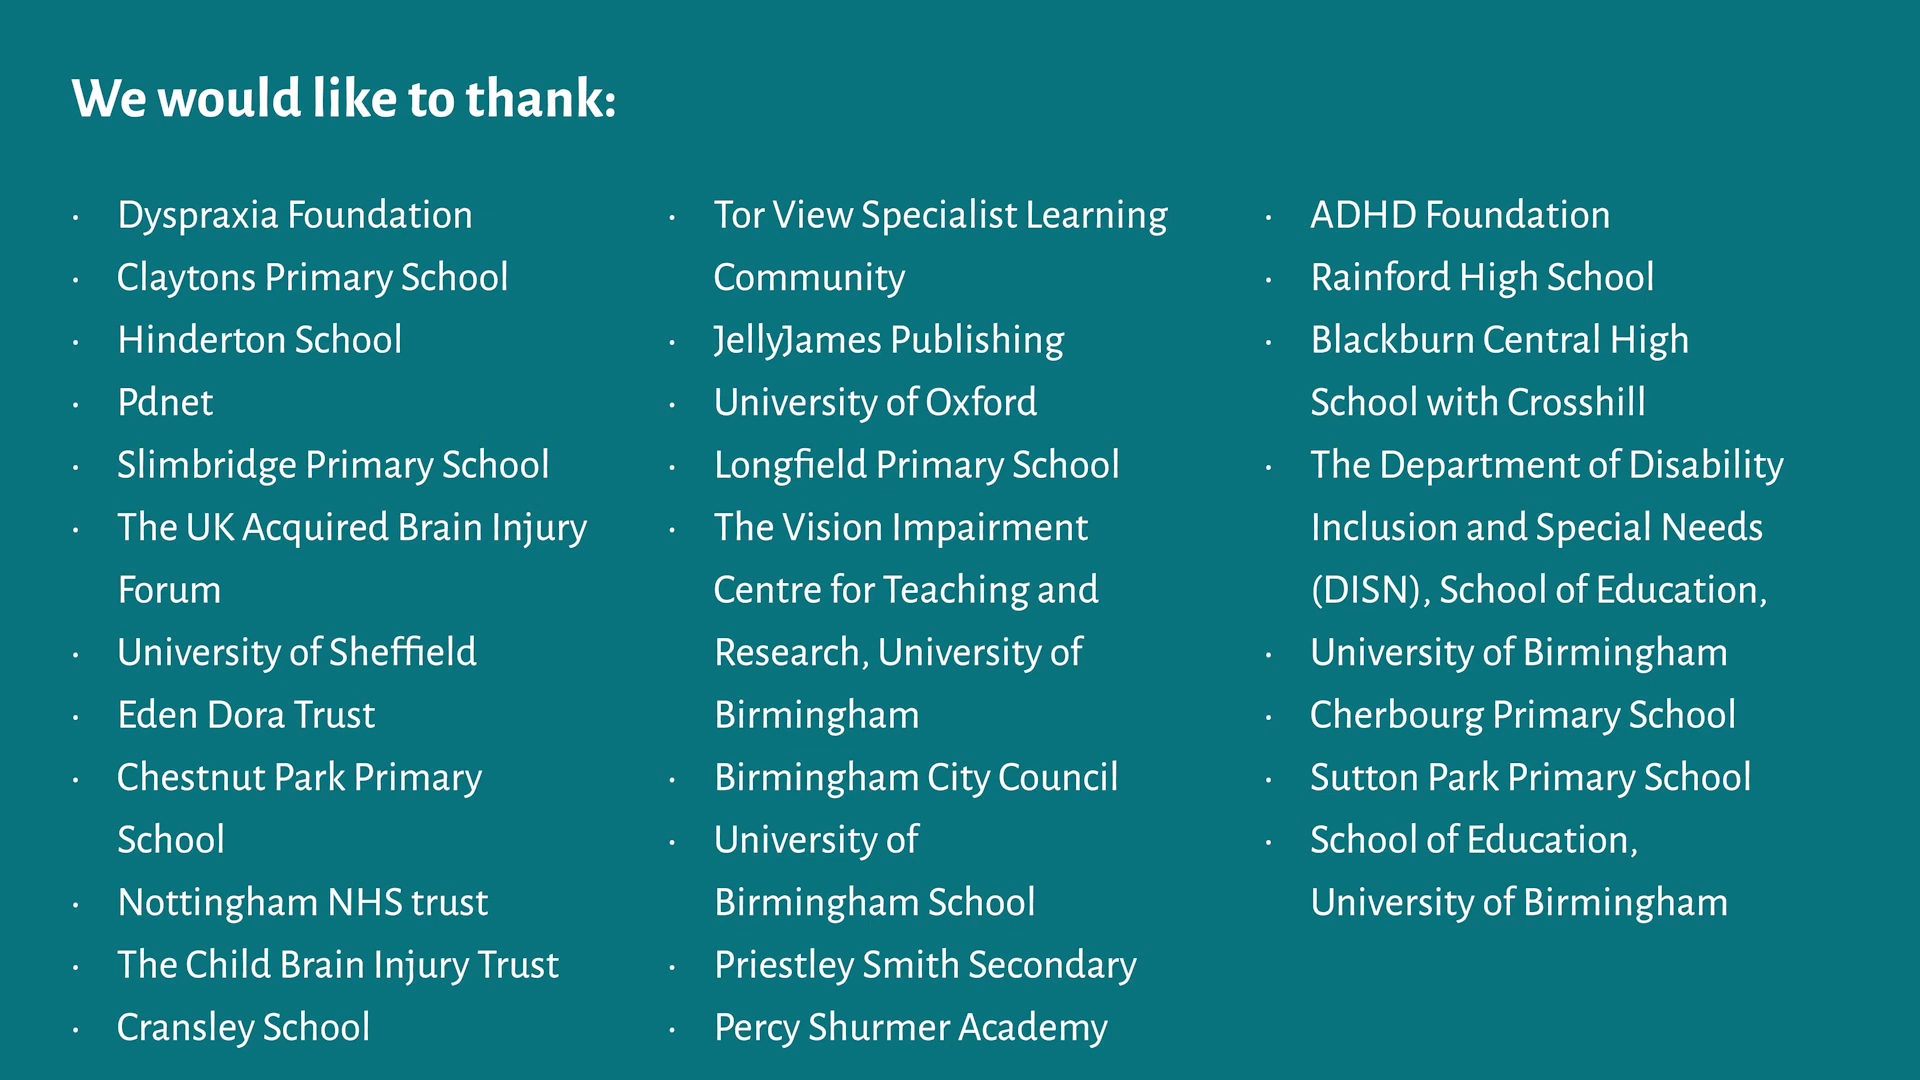 We would like to thank:
· Dyspraxia Foundation
· Claytons Primary School
· Hinderton School
· Pdnet
· Slimbridge Primary School
· The UK Acquired Brain Injury
Forum
· University of Sheffield
· Eden Dora Trust
· Chestnut Park Primary
School
· Nottingham NHS trust
· The Child Brain Injury Trust
· Cransley School
· Tor View Specialist Learning
Community
· JellyJames Publishing
· University of Oxford
· Longfield Primary School
· The Vision Impairment
Centre for Teaching and
Research, University of
Birmingham
· Birmingham City Council
· University of
Birmingham School
· Priestley Smith Secondary
· Percy Shurmer Academy
· ADHD Foundation
· Rainford High School
· Blackburn Central High
School with Crosshill
· The Department of Disability
Inclusion and Special Needs
(DISN), School of Education,
· University of Birmingham
· Cherbourg Primary School
· Sutton Park Primary School
· School of Education,
University of Birmingham